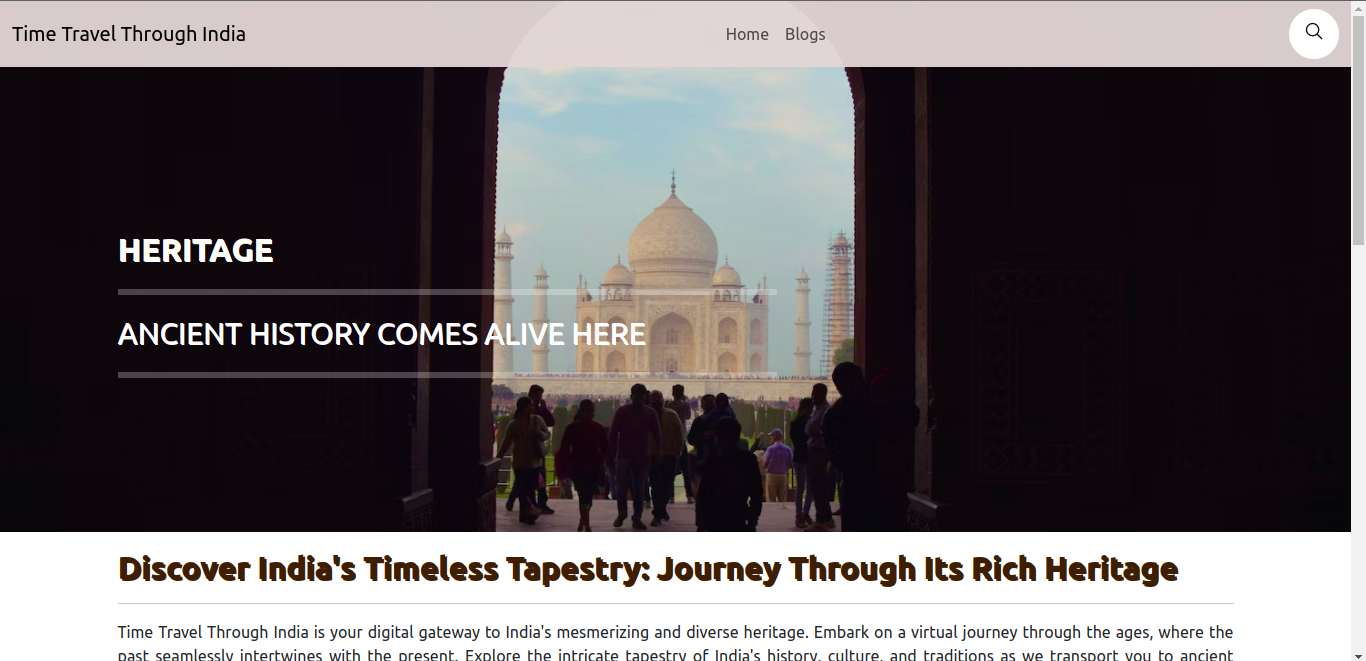 Time Travel Through India
Home Blogs
HERITAGE
ANCIENT HISTORY COMES ALIVE HERE
Discover India's Timeless Tapestry: Journey Through Its Rich Heritage
Time Travel Through India is your digital gateway to India's mesmerizing and diverse heritage. Embark on a virtual journey through the ages, where the
past seamlessly intertwines with the present. Explore the intricate tapestry of India's history, culture, and traditions as we transport you to ancient